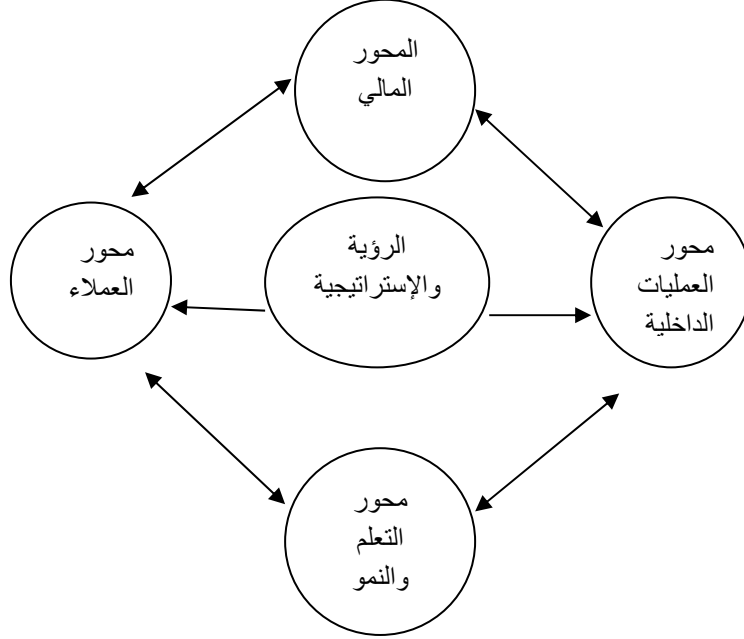 المحور
المالي
الرؤية
والإستراتيجية
محور
العمليات
الداخلية
محور
العملاء
محور
التعلم
والنمو